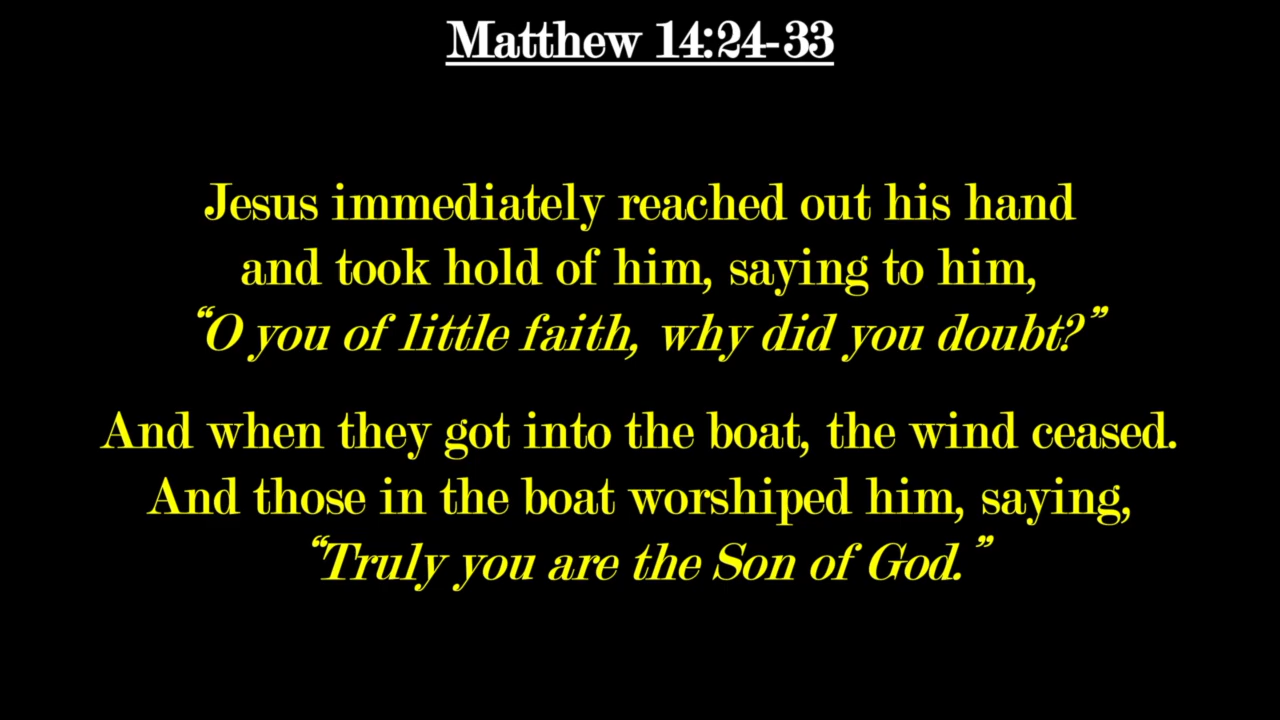 Matthew 14:24-33
Jesus immediately reached out his hand
and took hold of him, saying to him,
“O you of little faith, why did you doubt?”
And when they got into the boat, the wind ceased.
And those in the boat worshiped him, saying,
“Truly you are the Son of God.”